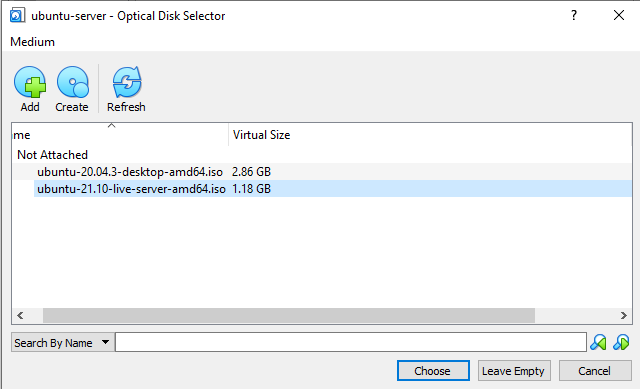 ubuntu-server - Optical Disk Selector
?
Medium
Add Create Refresh
me Virtual Size
Not Attached
ubuntu-20.04.3-desktop-amd64.iso 2.86 GB
ubuntu-21.10-live-server-amd64.iso 1.18 GB
Search By Name
Choose Leave Empty Cancel